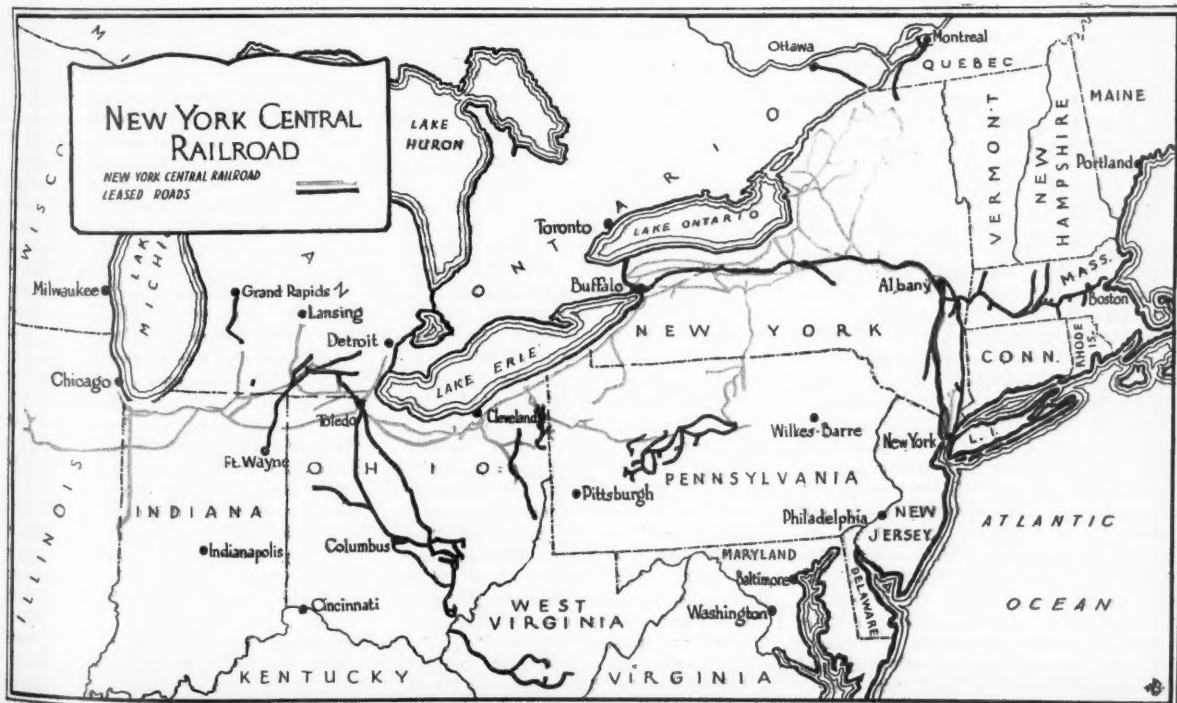 NEW YORK CENTRAL
RAILROAD
NEW YORK CENTRAL RAILROAD
LEASED ROADS
M
WISC
ILLINOIS
Milwaukee
Chicago
LAKE
MICHI
A
N
Grand Rapids
Lansing
Detroit
Toledo
Ft. Wayne
INDIANA
Indianapolis
Cincinnati
Columbus
OHIO
Cleveland
KENTUCKY
WEST
VIRGINIA
VIRGINIA
LAKE
HURON
ONTARIO
Toronto
LAKE ONTARIO
LAKE ERIE
Buffalo
Ottawa
Montreal
QUEBEC
MAINE
Portland
VERMONT
NEW
HAMPSHIRE
MASS.
Boston
Albany
NEW YORK
CONN.
RHODE
IS.
L. I.
New York
Wilkes-Barre
PENNSYLVANIA
Pittsburgh
Philadelphia
NEW
JERSEY
MARYLAND
Baltimore
DELAWARE
Washington
ATLANTIC
OCEAN